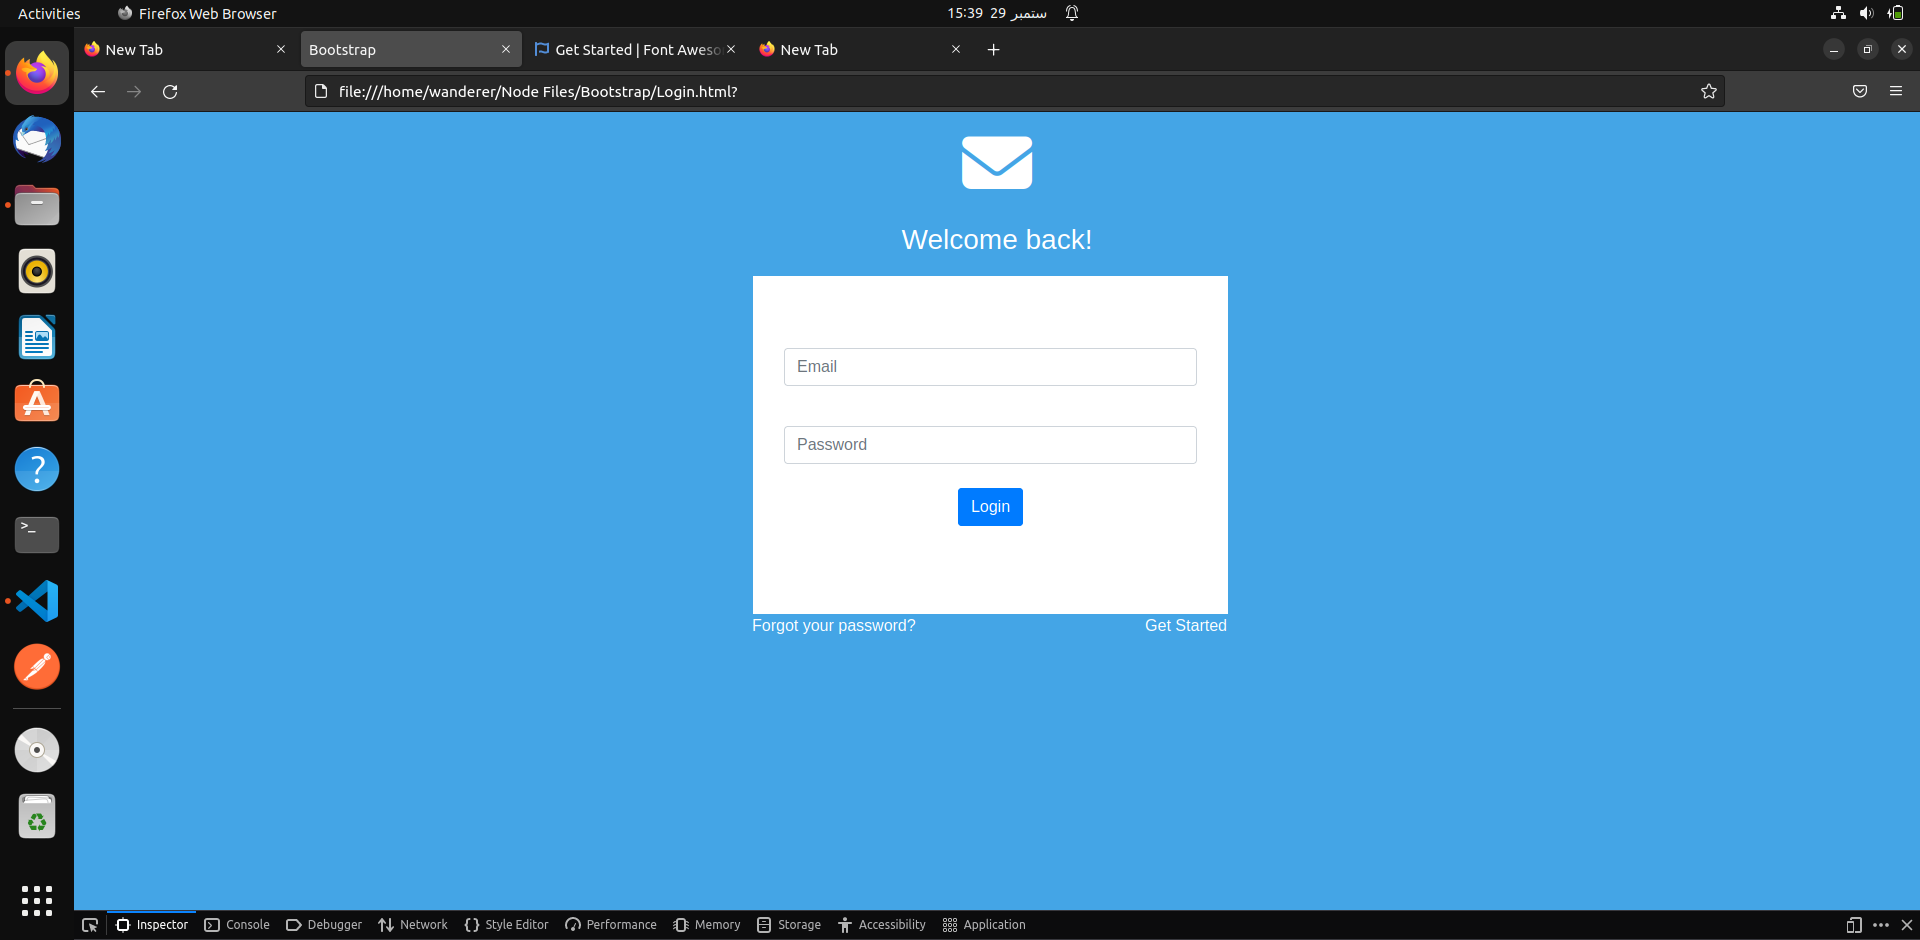 Activities
Firefox Web Browser
15:39 29 ستمبر
New Tab
Bootstrap
Get Started | Font Aweso
New Tab
file:///home/wanderer/Node Files/Bootstrap/Login.html?
Welcome back!
Email
Password
Login
Forgot your password?
Get Started
Inspector
Console
Debugger
Network
Style Editor
Performance
Memory
Storage
Accessibility
Application